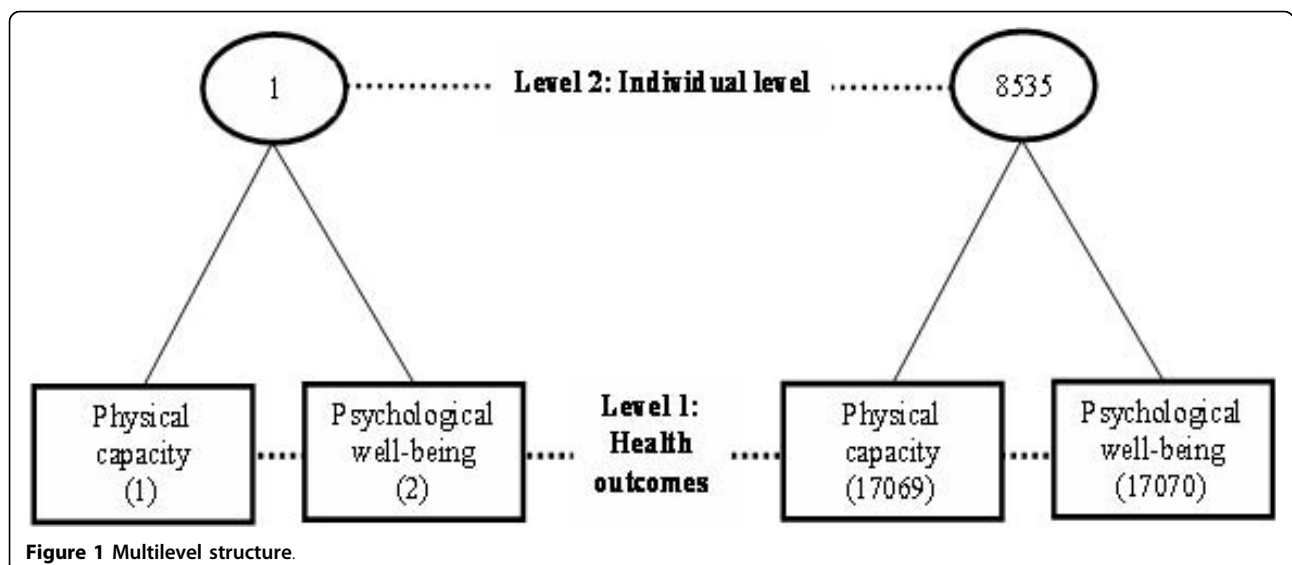 1
Level 2: Individual level
8535
Physical
capacity
(1)
Psychological
well-being
(2)
Level 1:
Health
outcomes
Physical
capacity
(17069)
Psychological
well-being
(17070)
Figure 1 Multilevel structure.